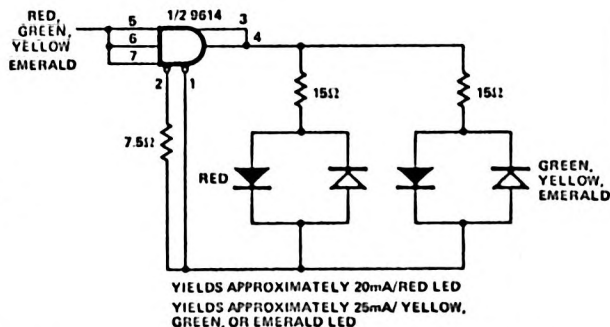 RED,
GREEN,
YELLOW
EMERALD
1/2 9614
5
6
7
3
4
2
1
7.5Ω
15Ω
15Ω
RED
GREEN,
YELLOW,
EMERALD
YIELDS APPROXIMATELY 20mA/RED LED
YIELDS APPROXIMATELY 25mA/ YELLOW,
GREEN, OR EMERALD LED